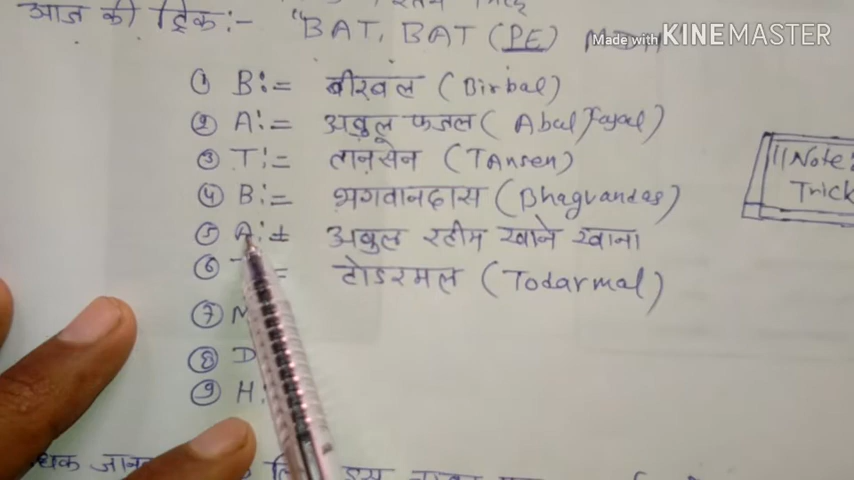 आज की ट्रिक:- "BAT, BAT (PE) MDH"
Made with KINEMASTER
① B:= बीरबल (Birbal)
② A:= अबुल फजल (Abul fajal)
③ T:= तानसेन (Tansen)
④ B:= भगवानदास (Bhagvandas)
⑤ A:= अबुल रहीम खाने खाना
⑥ T:= टोडरमल (Todarmal)
⑦ M
⑧ D
⑨ H:
Note:
Trick